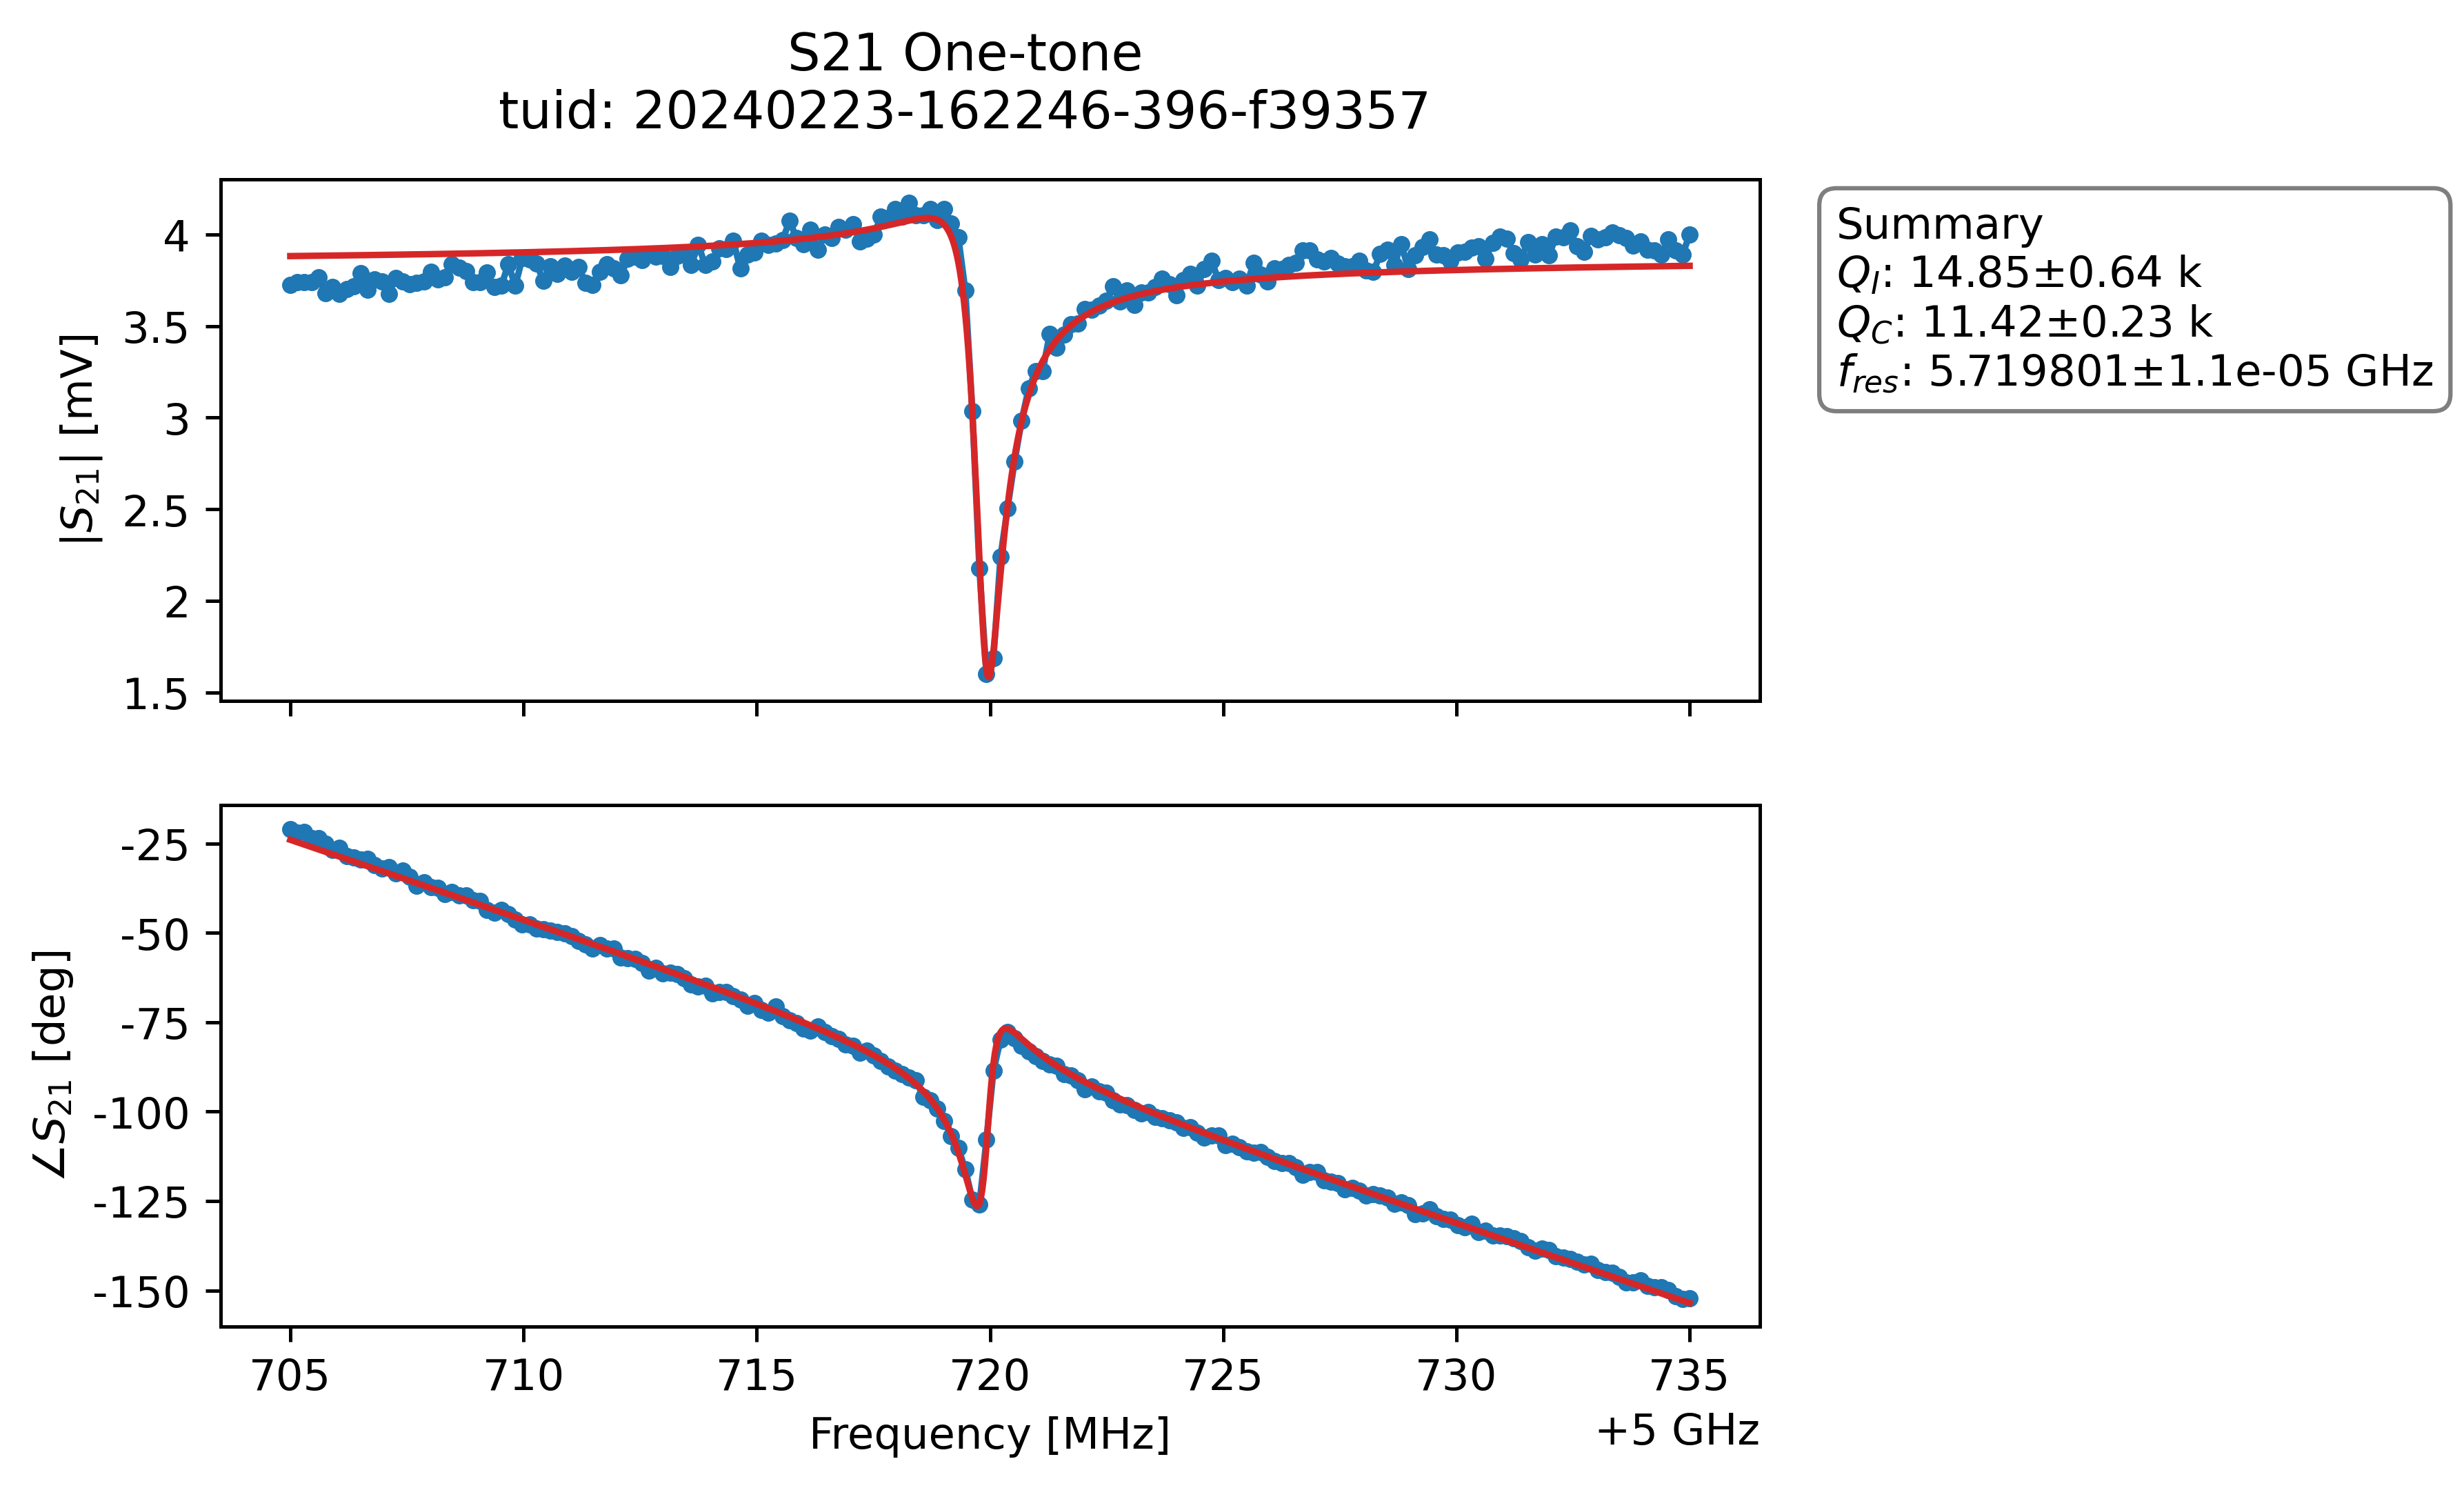 S21 One-tone
tuid: 20240223-162246-396-f39357
|S21| [mV]
4
3.5
3
2.5
2
1.5
Summary
QI: 14.85±0.64 k
QC: 11.42±0.23 k
fres: 5.719801±1.1e-05 GHz
∠S21 [deg]
-25
-50
-75
-100
-125
-150
705 710 715 720 725 730 735
Frequency [MHz]
+5 GHz